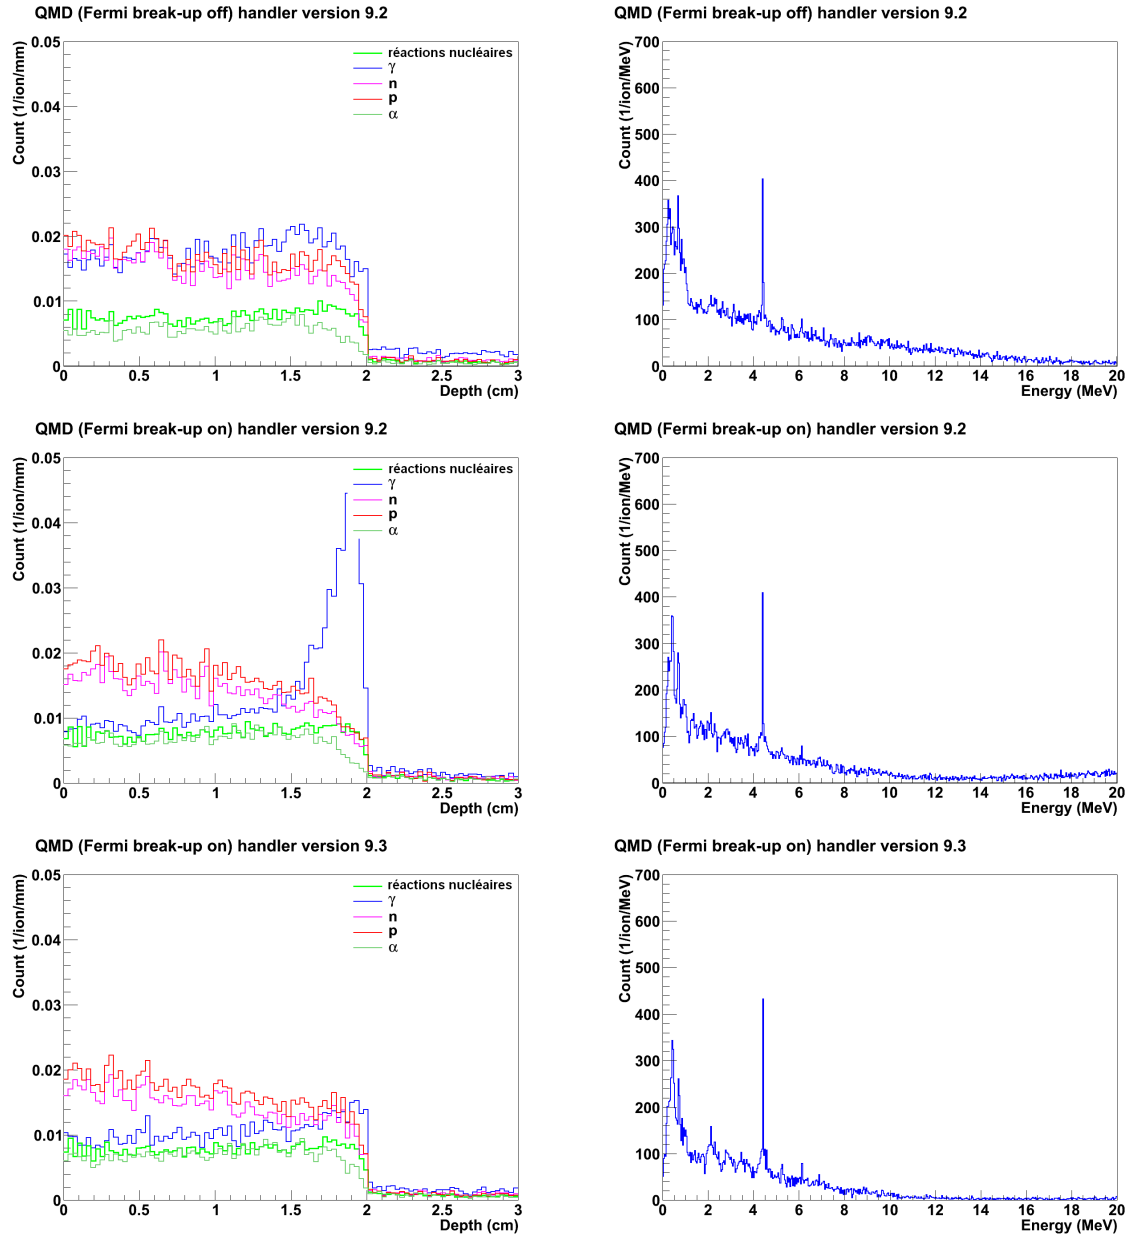 QMD (Fermi break-up off) handler version 9.2
Count (1/ion/mm)
0.05
0.04
0.03
0.02
0.01
0
réactions nucléaires
γ
n
p
α
0 0.5 1 1.5 2 2.5 3
Depth (cm)
QMD (Fermi break-up off) handler version 9.2
Count (1/ion/MeV)
700
600
500
400
300
200
100
0
0 2 4 6 8 10 12 14 16 18 20
Energy (MeV)
QMD (Fermi break-up on) handler version 9.2
Count (1/ion/mm)
0.05
0.04
0.03
0.02
0.01
0
réactions nucléaires
γ
n
p
α
0 0.5 1 1.5 2 2.5 3
Depth (cm)
QMD (Fermi break-up on) handler version 9.2
Count (1/ion/MeV)
700
600
500
400
300
200
100
0
0 2 4 6 8 10 12 14 16 18 20
Energy (MeV)
QMD (Fermi break-up on) handler version 9.3
Count (1/ion/mm)
0.05
0.04
0.03
0.02
0.01
0
réactions nucléaires
γ
n
p
α
0 0.5 1 1.5 2 2.5 3
Depth (cm)
QMD (Fermi break-up on) handler version 9.3
Count (1/ion/MeV)
700
600
500
400
300
200
100
0
0 2 4 6 8 10 12 14 16 18 20
Energy (MeV)